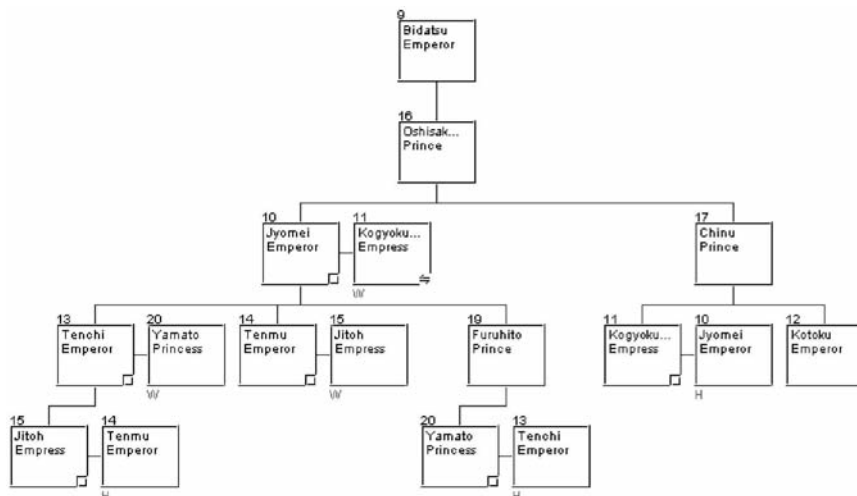 9
Bidatsu
Emperor
16
Oshisak...
Prince
10
Jyomei
Emperor
11
Kogyoku...
Empress
W
17
Chinu
Prince
13
Tenchi
Emperor
20
Yamato
Princess
W
14
Tenmu
Emperor
15
Jitoh
Empress
W
19
Furuhito
Prince
11
Kogyoku...
Empress
10
Jyomei
Emperor
H
12
Kotoku
Emperor
15
Jitoh
Empress
14
Tenmu
Emperor
H
20
Yamato
Princess
13
Tenchi
Emperor
H